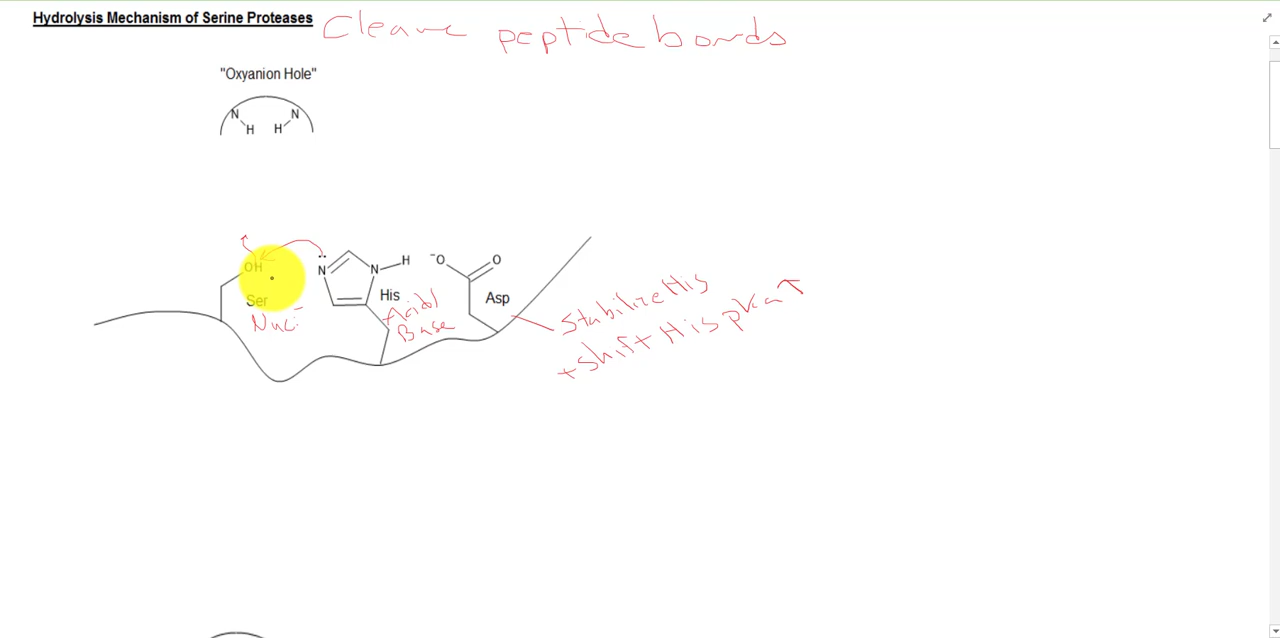 Hydrolysis Mechanism of Serine Proteases Cleave peptide bonds
"Oxyanion Hole"
N N
H H
OH N N H ⁻O O
Ser His Asp
Nuc:⁻ Acid/
Base
Stabilize His
+ shift His pka ↑